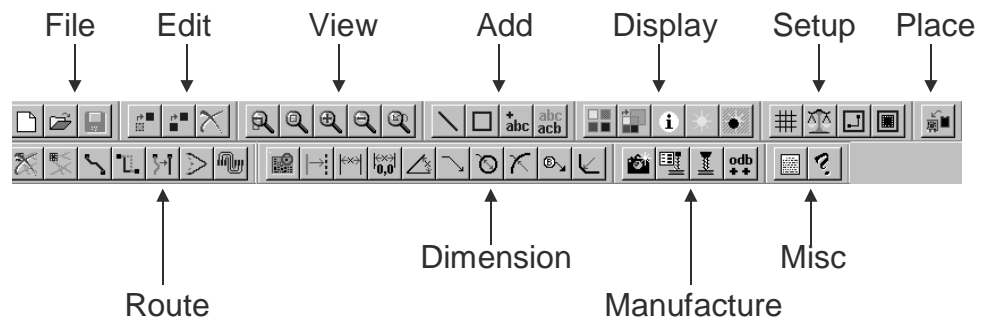 File Edit View Add Display Setup Place
+abc abc acb i
x x 0,0 B odb ++ ?
Dimension Misc
Route Manufacture